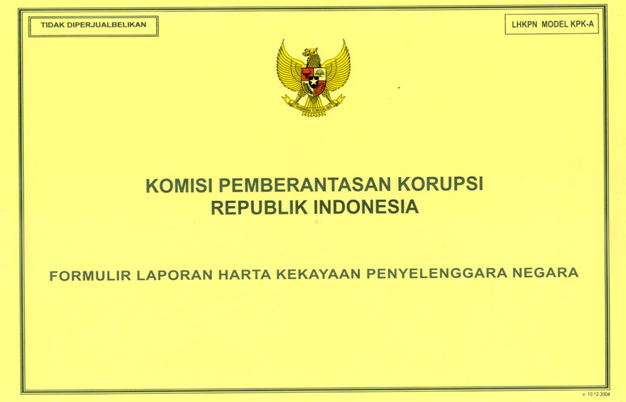 TIDAK DIPERJUALBELIKAN
LHKPN MODEL KPK-A
KOMISI PEMBERANTASAN KORUPSI
REPUBLIK INDONESIA
FORMULIR LAPORAN HARTA KEKAYAAN PENYELENGGARA NEGARA
v. 10.12.2004